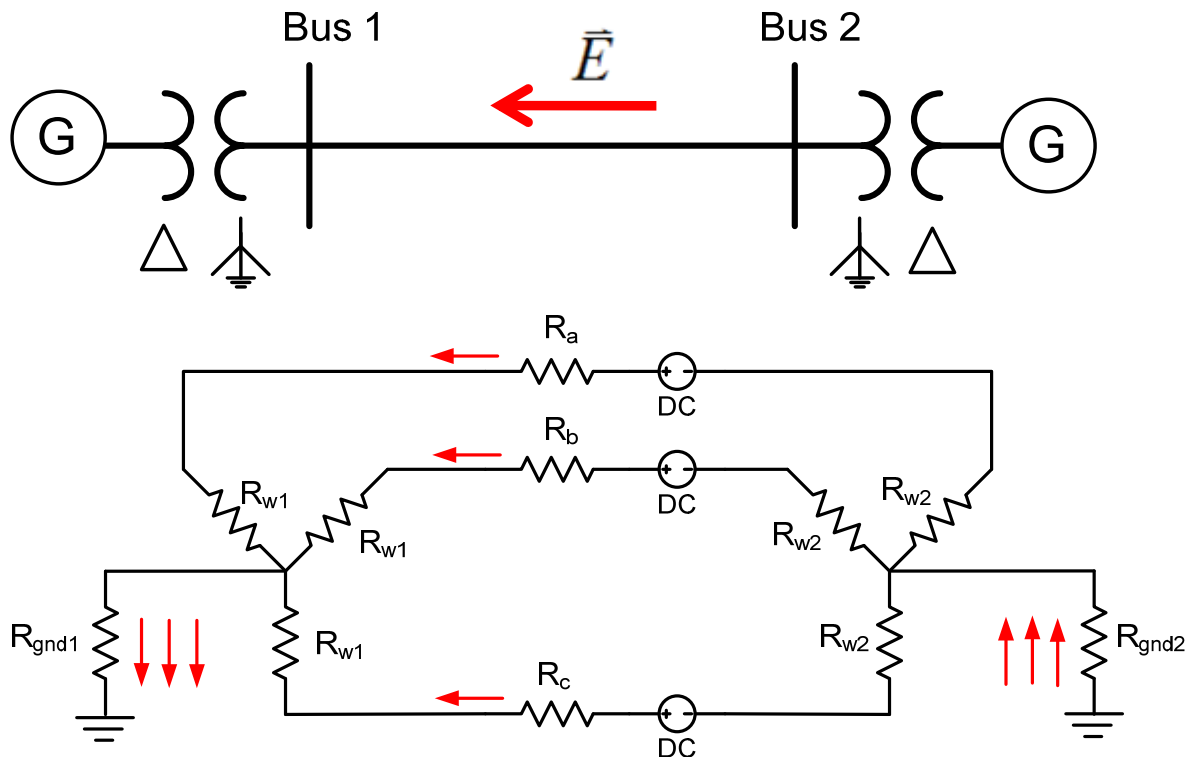 Bus 1
Bus 2
E
G
G
Ra
DC
Rb
DC
Rw1
Rw1
Rw2
Rw2
Rgnd1
Rw1
Rw2
Rgnd2
Rc
DC